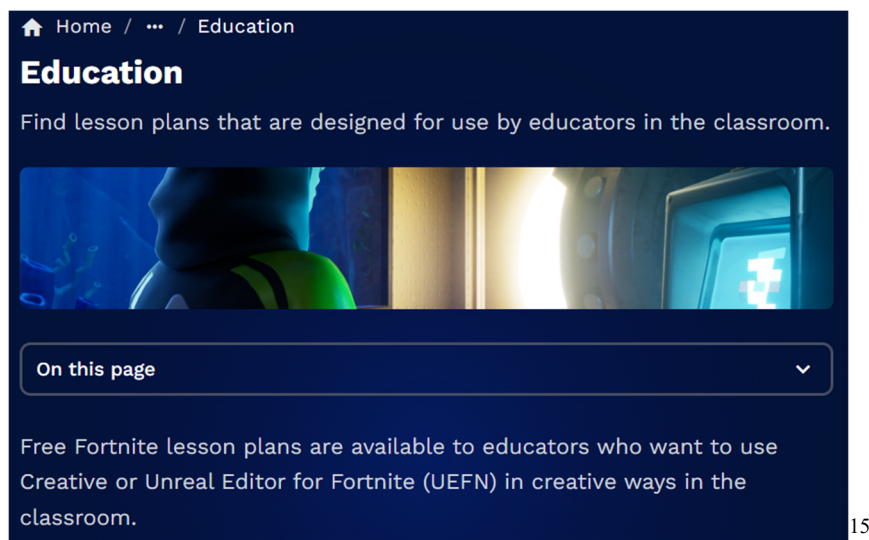 Home / ••• / Education
Education
Find lesson plans that are designed for use by educators in the classroom.
On this page
Free Fortnite lesson plans are available to educators who want to use
Creative or Unreal Editor for Fortnite (UEFN) in creative ways in the
classroom.
15